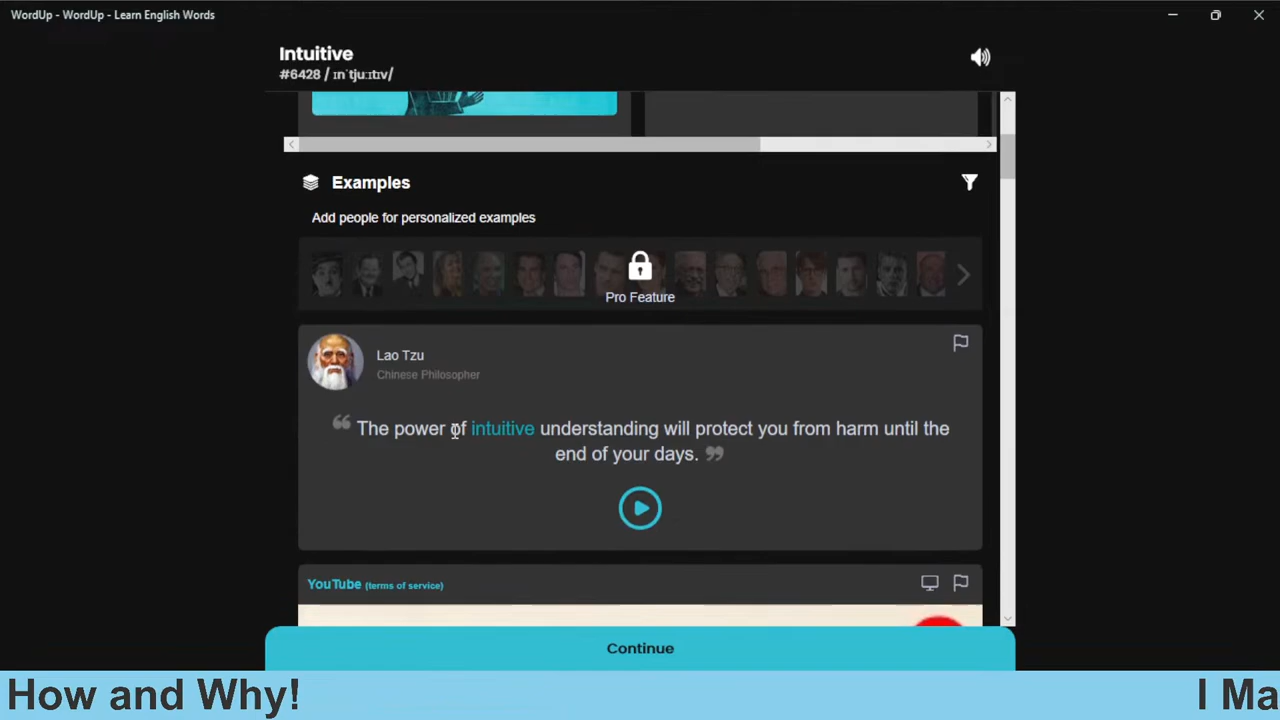 WordUp - WordUp - Learn English Words
Intuitive
#6428 / ɪnˈtjuːɪtɪv/
Examples
Add people for personalized examples
Pro Feature
Lao Tzu
Chinese Philosopher
“ The power of intuitive understanding will protect you from harm until the
end of your days. ”
YouTube (terms of service)
Continue
How and Why! I Ma